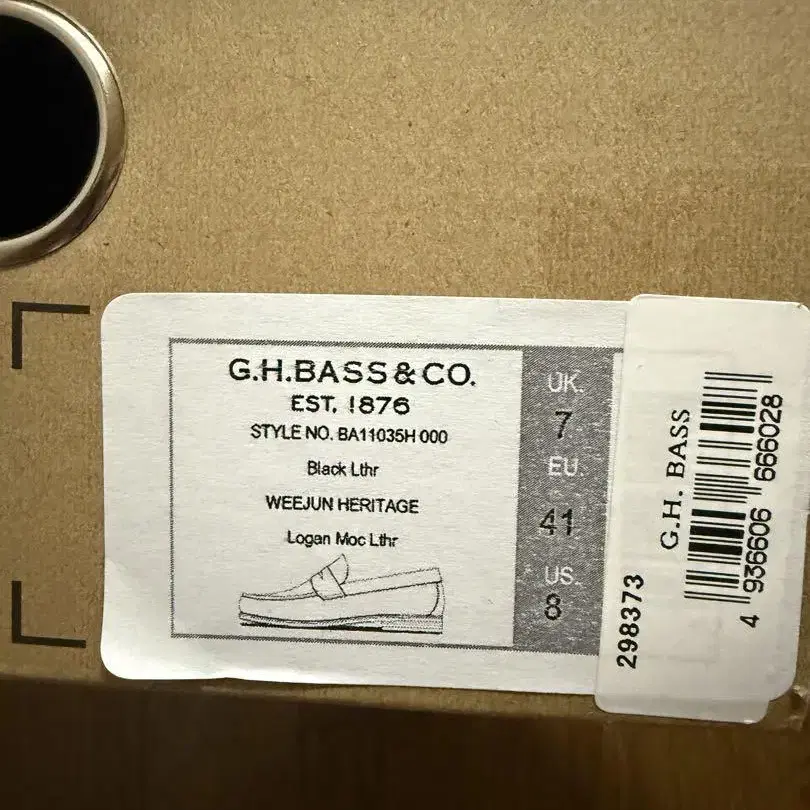 G.H.BASS & CO.
EST. 1876
STYLE NO. BA11035H 000
Black Lthr
WEEJUN HERITAGE
Logan Moc Lthr
UK.
7
EU.
41
US.
8
298373
G.H. BASS
4 936606 666028